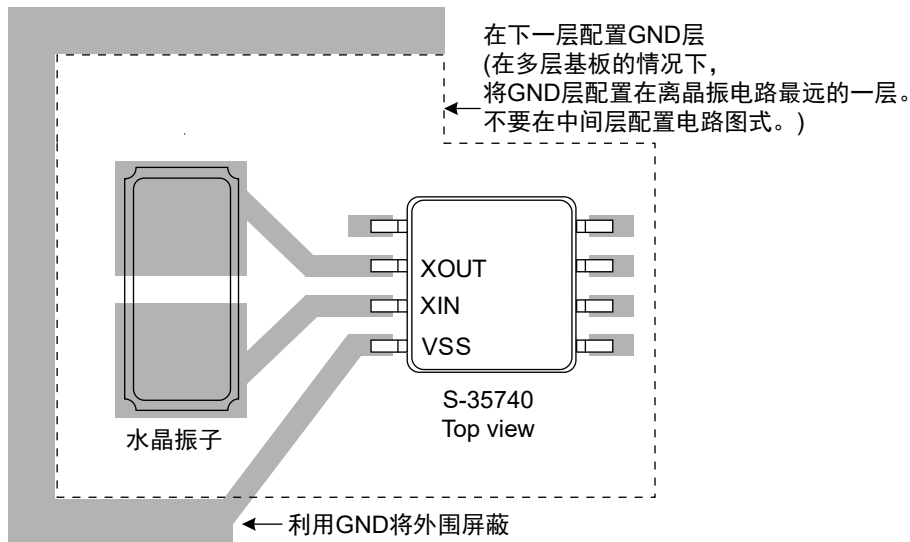 在下一层配置GND层
(在多层基板的情况下，
将GND层配置在离晶振电路最远的一层。
不要在中间层配置电路图式。)
XOUT
XIN
VSS
S-35740
Top view
水晶振子
利用GND将外围屏蔽